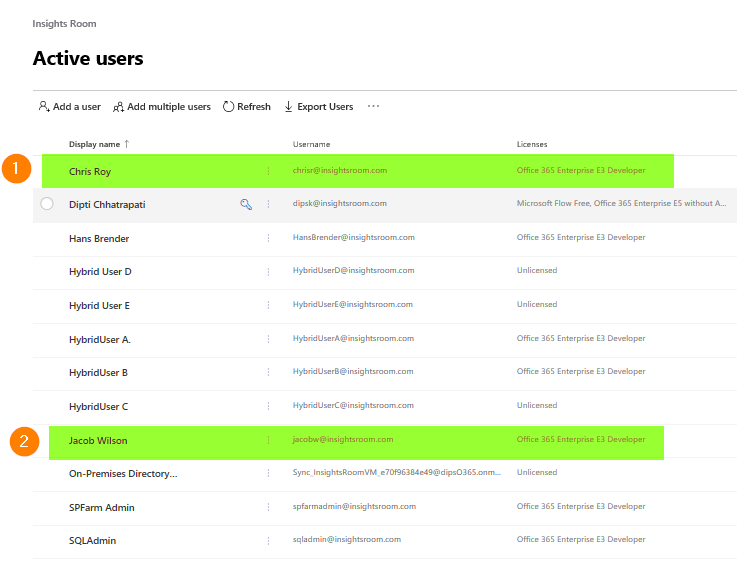 Insights Room
Active users
Add a user Add multiple users Refresh Export Users ...
Display name ↑ Username Licenses
1 Chris Roy chrisr@insightsroom.com Office 365 Enterprise E3 Developer
Dipti Chhatrapati dipsk@insightsroom.com Microsoft Flow Free, Office 365 Enterprise E5 without A...
Hans Brender HansBrender@insightsroom.com Office 365 Enterprise E3 Developer
Hybrid User D HybridUserD@insightsroom.com Unlicensed
Hybrid User E HybridUserE@insightsroom.com Unlicensed
HybridUser A. HybridUserA@insightsroom.com Office 365 Enterprise E3 Developer
HybridUser B HybridUserB@insightsroom.com Office 365 Enterprise E3 Developer
HybridUser C HybridUserC@insightsroom.com Unlicensed
2 Jacob Wilson jacobw@insightsroom.com Office 365 Enterprise E3 Developer
On-Premises Directory... Sync_InsightsRoomVM_e70f96384e49@dipsO365.onm... Unlicensed
SPFarm Admin spfarmadmin@insightsroom.com Office 365 Enterprise E3 Developer
SQLAdmin sqladmin@insightsroom.com Office 365 Enterprise E3 Developer